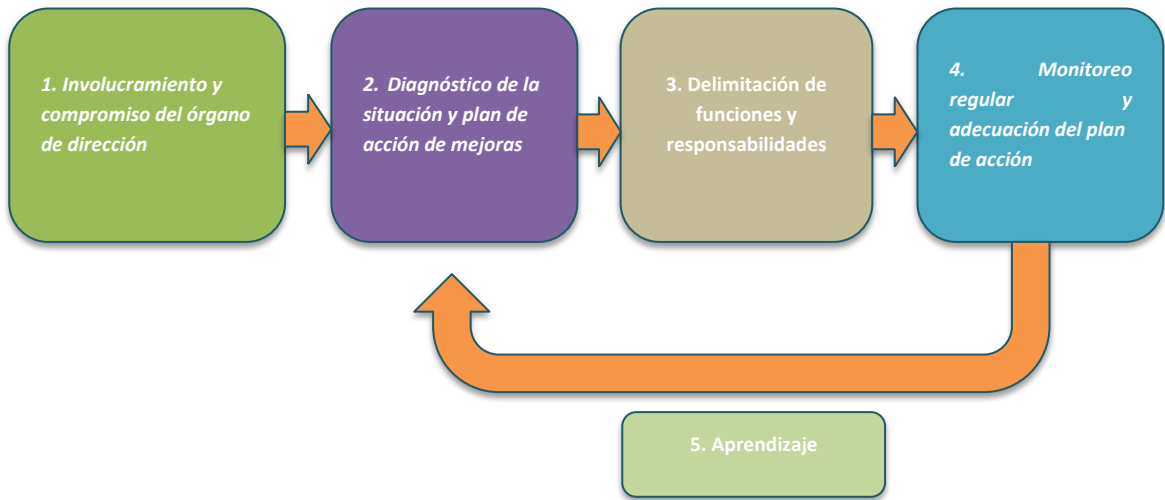 1. Involucramiento y
compromiso del órgano
de dirección
2. Diagnóstico de la
situación y plan de
acción de mejoras
3. Delimitación de
funciones y
responsabilidades
4. Monitoreo
regular y
adecuación del plan
de acción
5. Aprendizaje